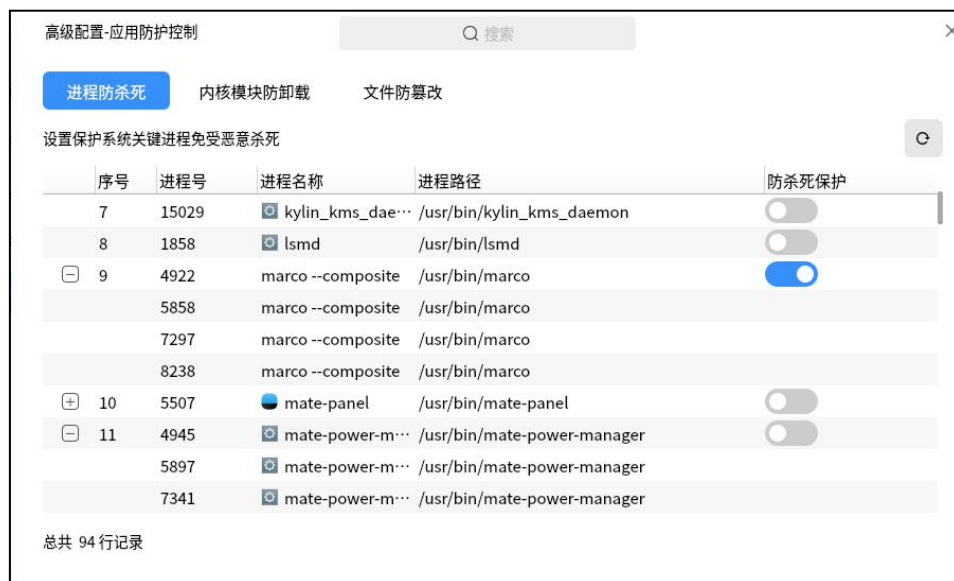 高级配置-应用防护控制 搜索
进程防杀死 内核模块防卸载 文件防篡改
设置保护系统关键进程免受恶意杀死
序号 进程号 进程名称 进程路径 防杀死保护
7 15029 kylin_kms_dae··· /usr/bin/kylin_kms_daemon
8 1858 lsmd /usr/bin/lsmd
9 4922 marco --composite /usr/bin/marco
5858 marco --composite /usr/bin/marco
7297 marco --composite /usr/bin/marco
8238 marco --composite /usr/bin/marco
10 5507 mate-panel /usr/bin/mate-panel
11 4945 mate-power-m··· /usr/bin/mate-power-manager
5897 mate-power-m··· /usr/bin/mate-power-manager
7341 mate-power-m··· /usr/bin/mate-power-manager
总共 94 行记录